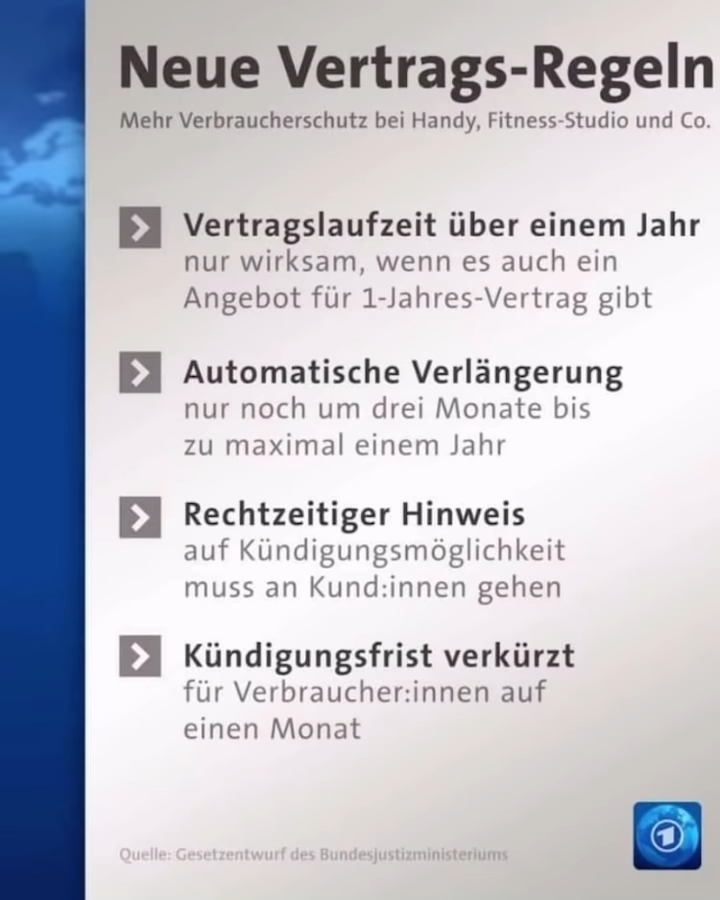 Neue Vertrags-Regeln
Mehr Verbraucherschutz bei Handy, Fitness-Studio und Co.
Vertragslaufzeit über einem Jahr
nur wirksam, wenn es auch ein
Angebot für 1-Jahres-Vertrag gibt
Automatische Verlängerung
nur noch um drei Monate bis
zu maximal einem Jahr
Rechtzeitiger Hinweis
auf Kündigungsmöglichkeit
muss an Kund:innen gehen
Kündigungsfrist verkürzt
für Verbraucher:innen auf
einen Monat
Quelle: Gesetzentwurf des Bundesjustizministeriums
1